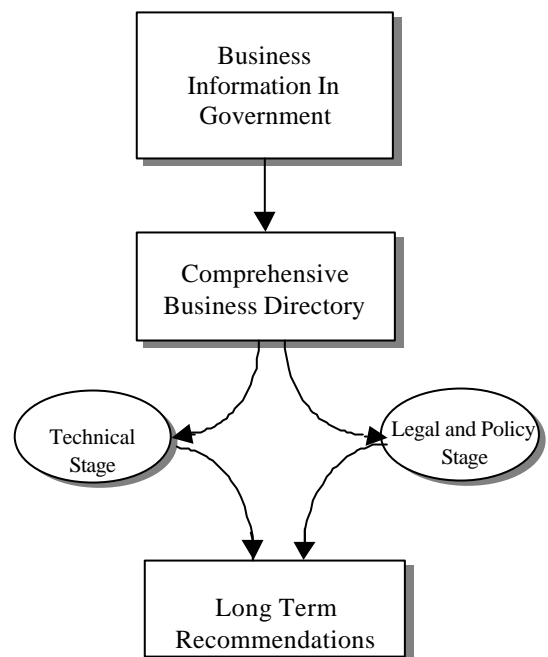 Business
Information In
Government
Comprehensive
Business Directory
Technical
Stage
Legal and Policy
Stage
Long Term
Recommendations